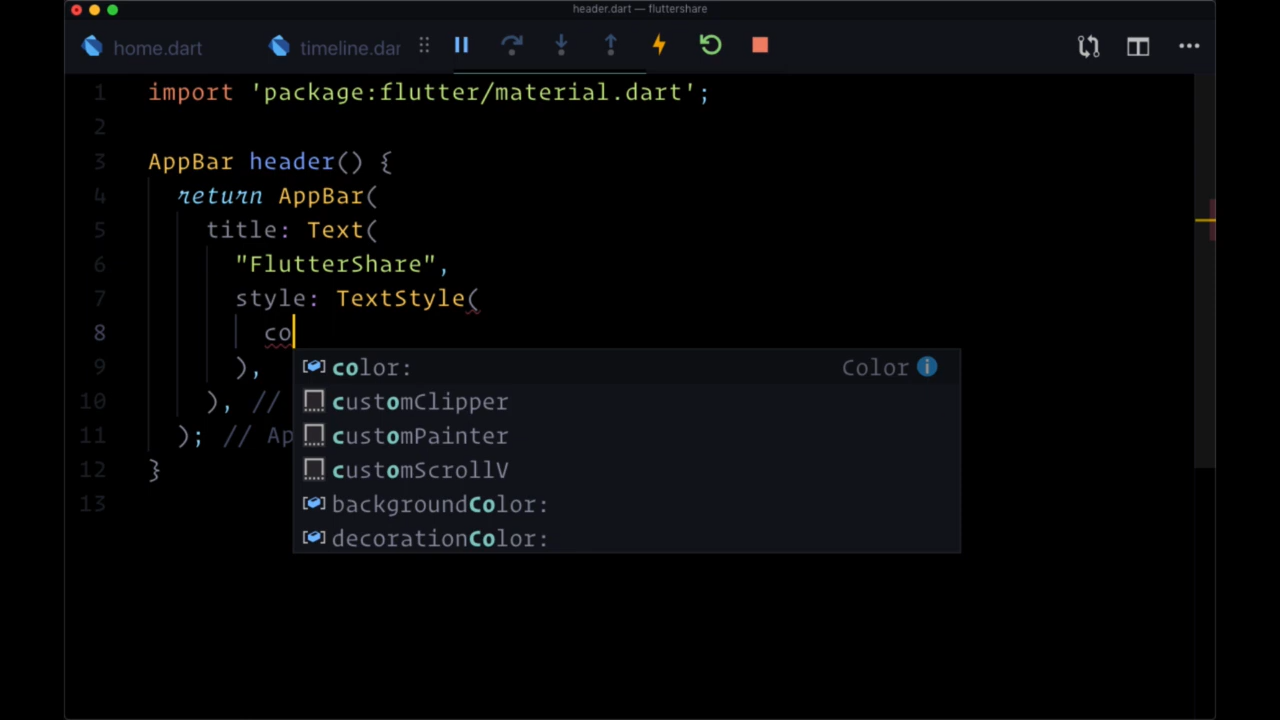 header.dart — fluttershare
home.dart timeline.dar
1 import 'package:flutter/material.dart';
2
3 AppBar header() {
4 return AppBar(
5 title: Text(
6 "FlutterShare",
7 style: TextStyle(
8 co
9 ),
10 ), //
11 ); // Ap
12 }
13
color: Color
customClipper
customPainter
customScrollV
backgroundColor:
decorationColor: